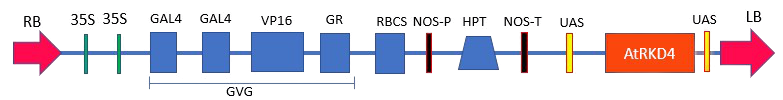 RB 35S 35S GAL4 GAL4 VP16 GR RBCS NOS-P HPT NOS-T UAS UAS LB
AtRKD4
GVG